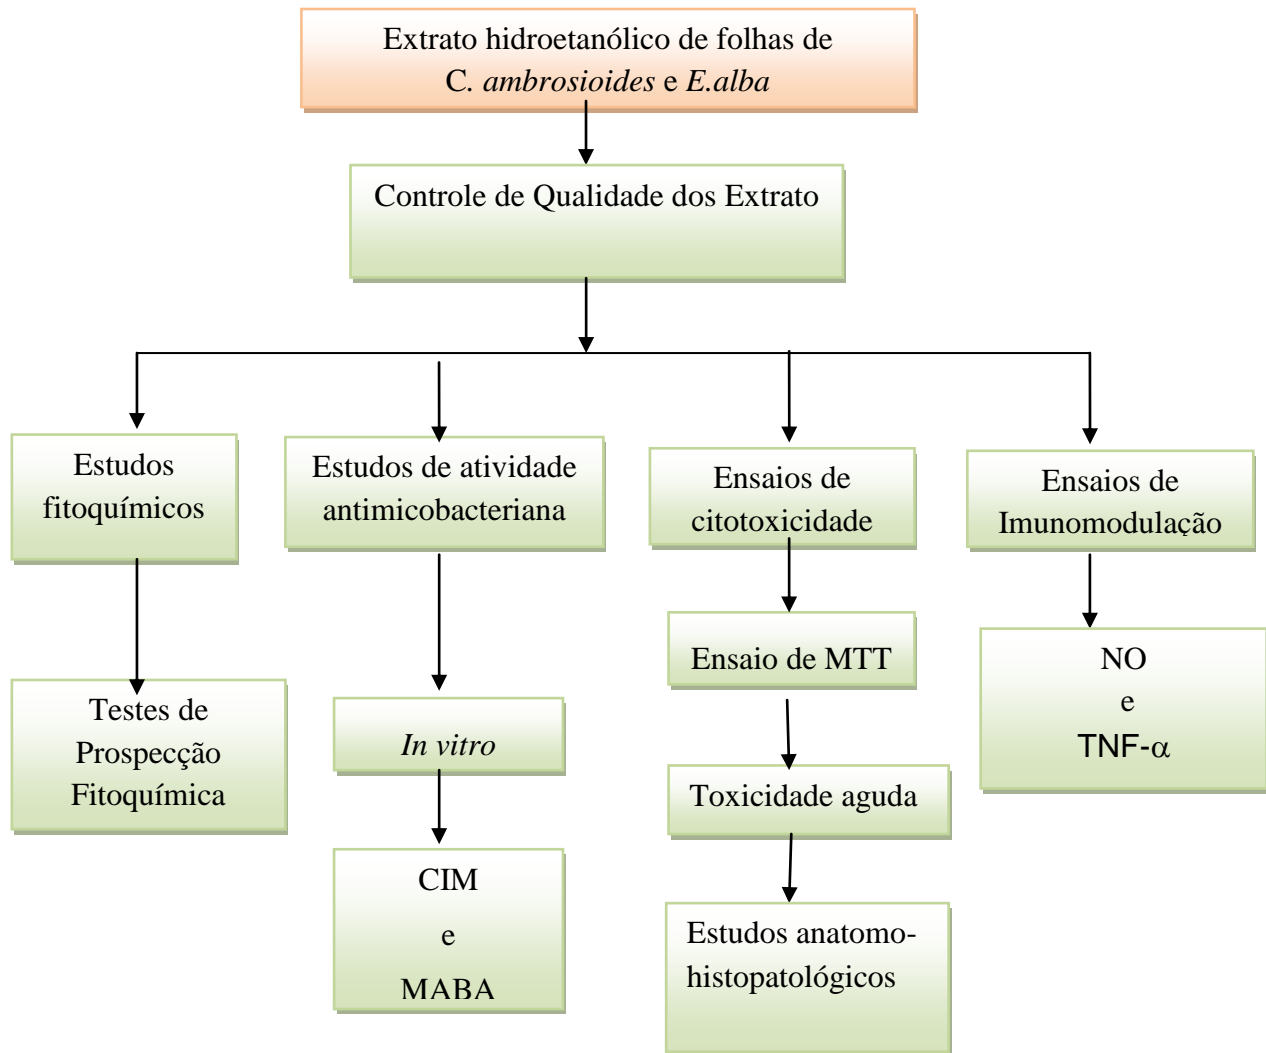 Extrato hidroetanólico de folhas de
C. ambrosioides e E.alba
Controle de Qualidade dos Extrato
Estudos
fitoquímicos
Estudos de atividade
antimicobacteriana
Ensaios de
citotoxicidade
Ensaios de
Imunomodulação
Testes de
Prospecção
Fitoquímica
In vitro
CIM
e
MABA
Ensaio de MTT
Toxicidade aguda
Estudos anatomo-
histopatológicos
NO
e
TNF-α